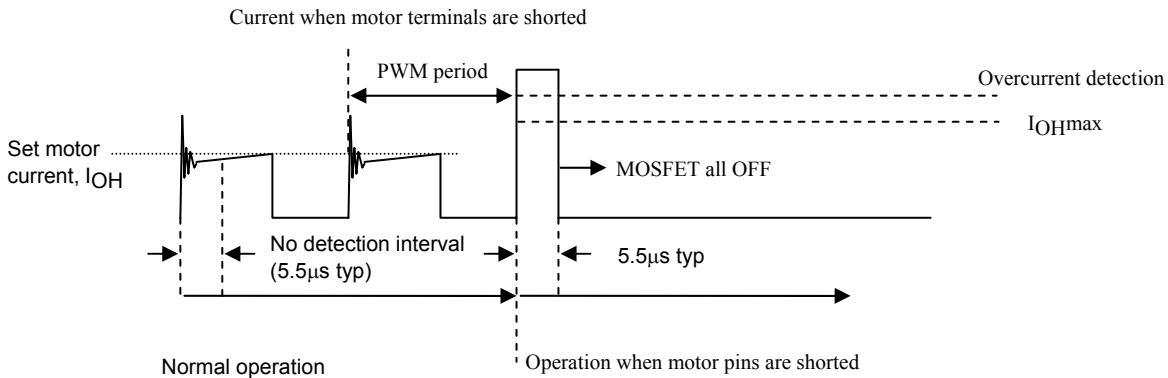 Current when motor terminals are shorted
PWM period
Overcurrent detection
IOHmax
Set motor
current, IOH
MOSFET all OFF
No detection interval
(5.5μs typ)
5.5μs typ
Normal operation
Operation when motor pins are shorted